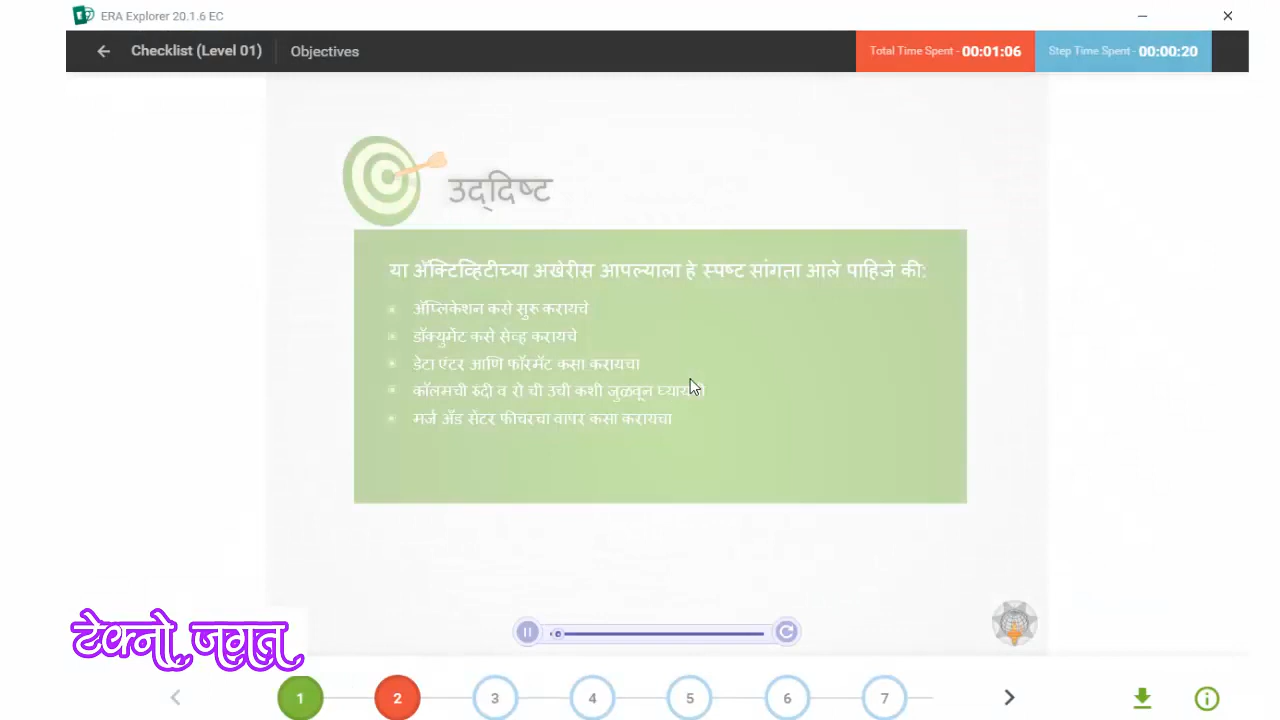 ERA Explorer 20.1.6 EC
Checklist (Level 01) Objectives Total Time Spent - 00:01:06 Step Time Spent - 00:00:20
उद्दिष्ट
या ॲक्टिव्हिटीच्या अखेरीस आपल्याला हे स्पष्ट सांगता आले पाहिजे की:
ॲप्लिकेशन कसे सुरू करायचे
डॉक्युमेंट कसे सेव्ह करायचे
डेटा एंटर आणि फॉरमॅट कसा करायचा
कॉलमची रुंदी व रो ची उंची कशी जुळवून
मर्ज अँड सेंटर फीचरचा वापर कसा करायचा
टेक्नो जगत
1 2 3 4 5 6 7